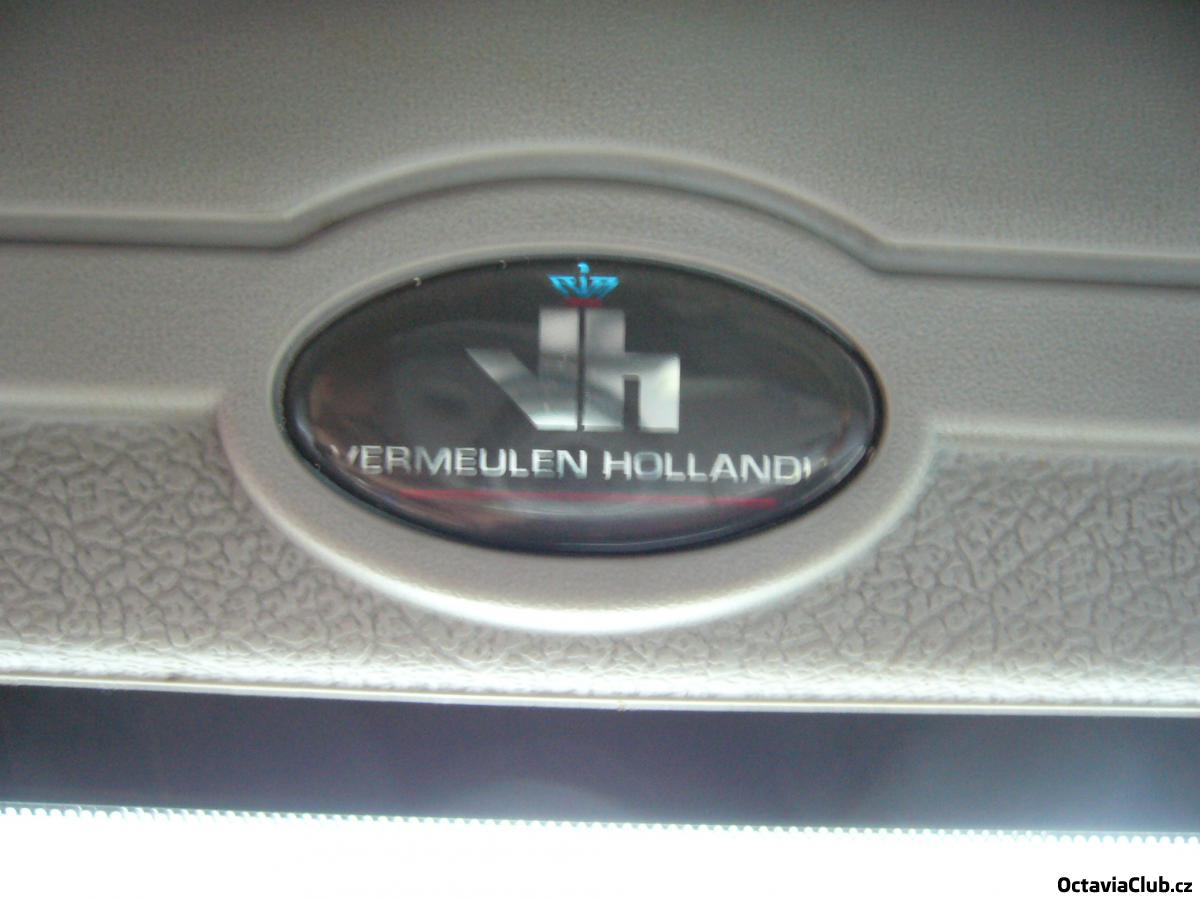 vh
VERMEULEN HOLLAND
OctaviaClub.cz